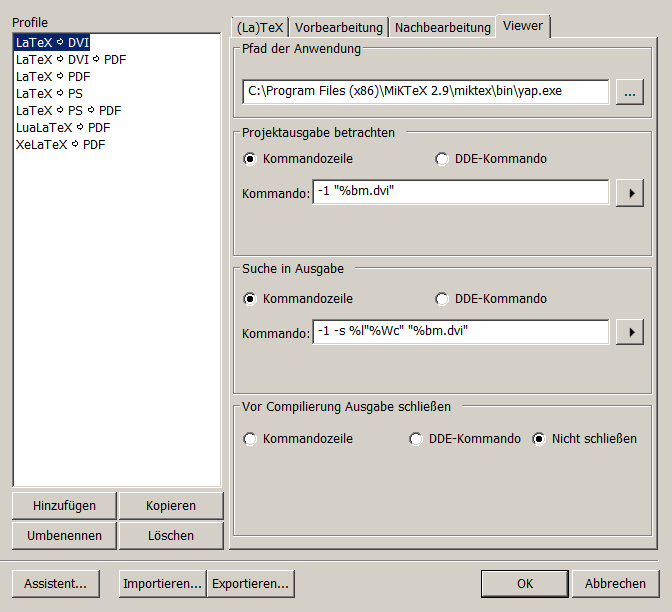 Profile
LaTeX ➪ DVI
LaTeX ➪ DVI ➪ PDF
LaTeX ➪ PDF
LaTeX ➪ PS
LaTeX ➪ PS ➪ PDF
LuaLaTeX ➪ PDF
XeLaTeX ➪ PDF
Hinzufügen Kopieren
Umbenennen Löschen
(La)TeX Vorbearbeitung Nachbearbeitung Viewer
Pfad der Anwendung
C:\Program Files (x86)\MiKTeX 2.9\miktex\bin\yap.exe ...
Projektausgabe betrachten
Kommandozeile DDE-Kommando
Kommando: -1 "%bm.dvi"
Suche in Ausgabe
Kommandozeile DDE-Kommando
Kommando: -1 -s %l"%Wc" "%bm.dvi"
Vor Compilierung Ausgabe schließen
Kommandozeile DDE-Kommando Nicht schließen
Assistent... Importieren... Exportieren... OK Abbrechen